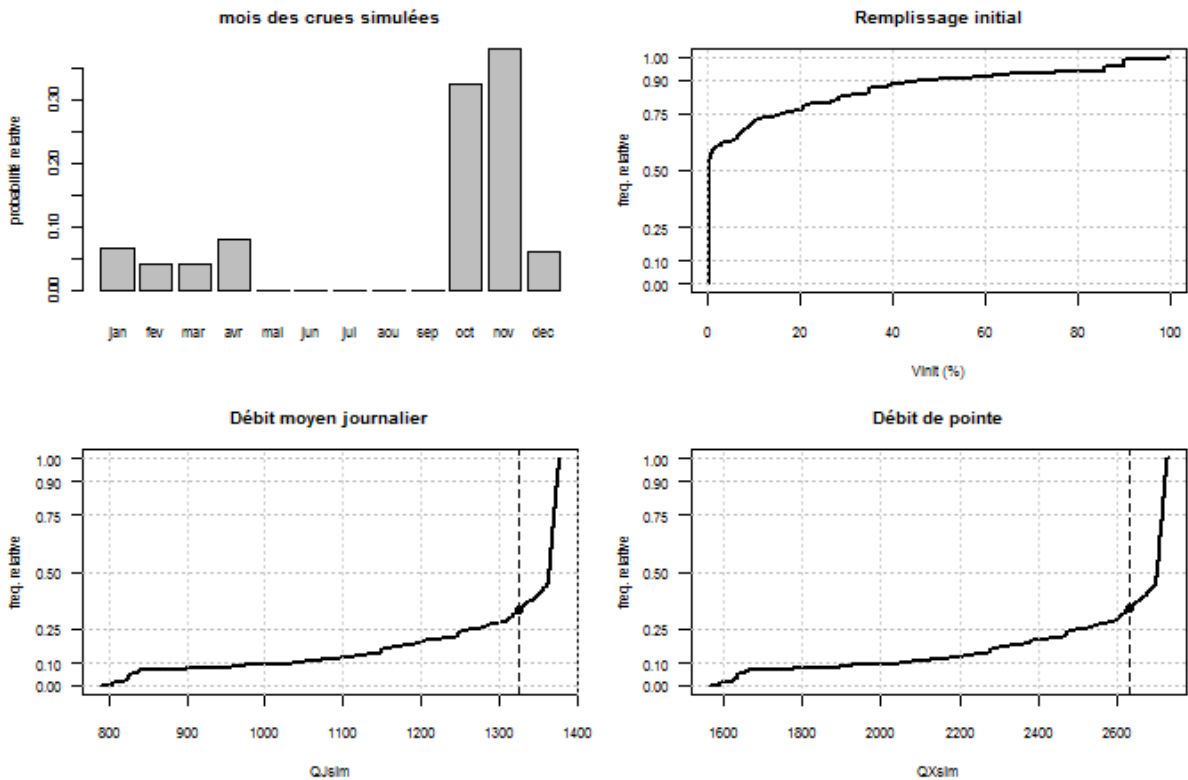 mois des crues simulées
probabilité relative
0.00
0.10
0.20
0.30
jan fev mar avr mai jun jul aou sep oct nov dec
Remplissage initial
freq. relative
1.00
0.90
0.75
0.50
0.25
0.10
0.00
0 20 40 60 80 100
Vinit (%)
Débit moyen journalier
freq. relative
1.00
0.90
0.75
0.50
0.25
0.10
0.00
800 900 1000 1100 1200 1300 1400
QJsim
Débit de pointe
freq. relative
1.00
0.90
0.75
0.50
0.25
0.10
0.00
1600 1800 2000 2200 2400 2600
QXsim